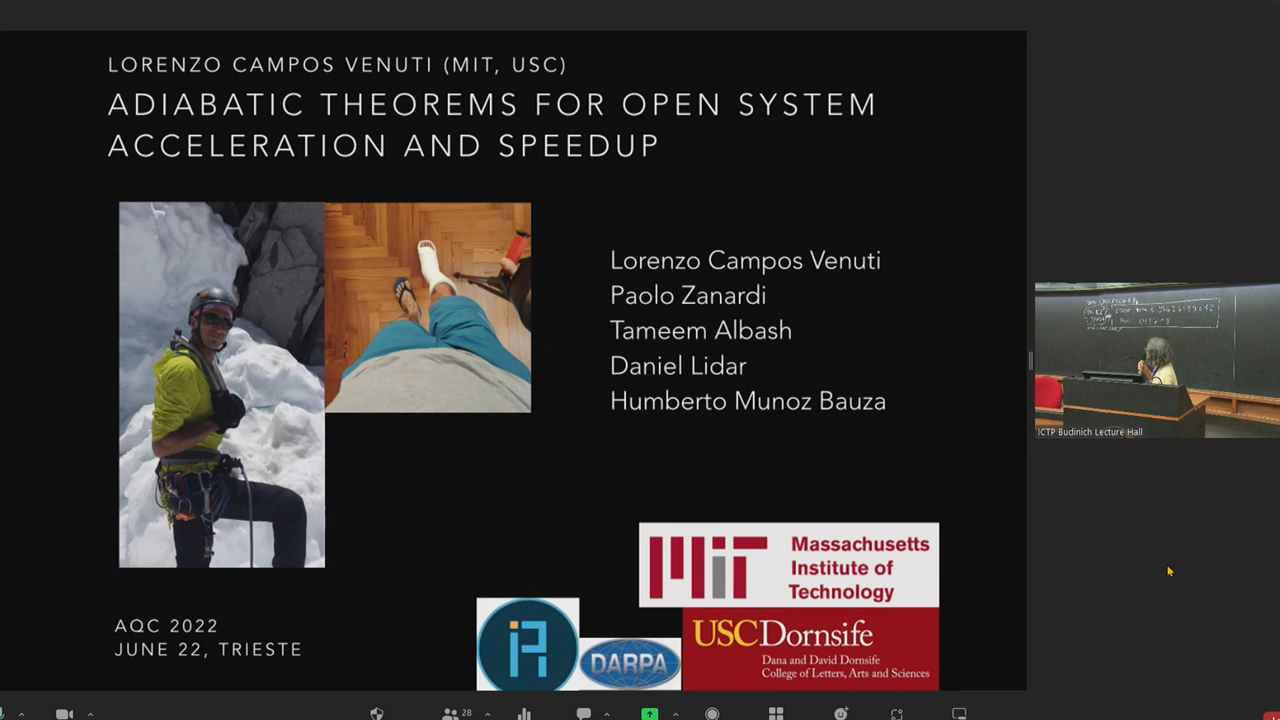 LORENZO CAMPOS VENUTI (MIT, USC)
ADIABATIC THEOREMS FOR OPEN SYSTEM
ACCELERATION AND SPEEDUP
Lorenzo Campos Venuti
Paolo Zanardi
Tameem Albash
Daniel Lidar
Humberto Munoz Bauza
AQC 2022
JUNE 22, TRIESTE
Massachusetts
Institute of
Technology
DARPA
USC Dornsife
Dana and David Dornsife
College of Letters, Arts and Sciences
ICTP Budinich Lecture Hall
28